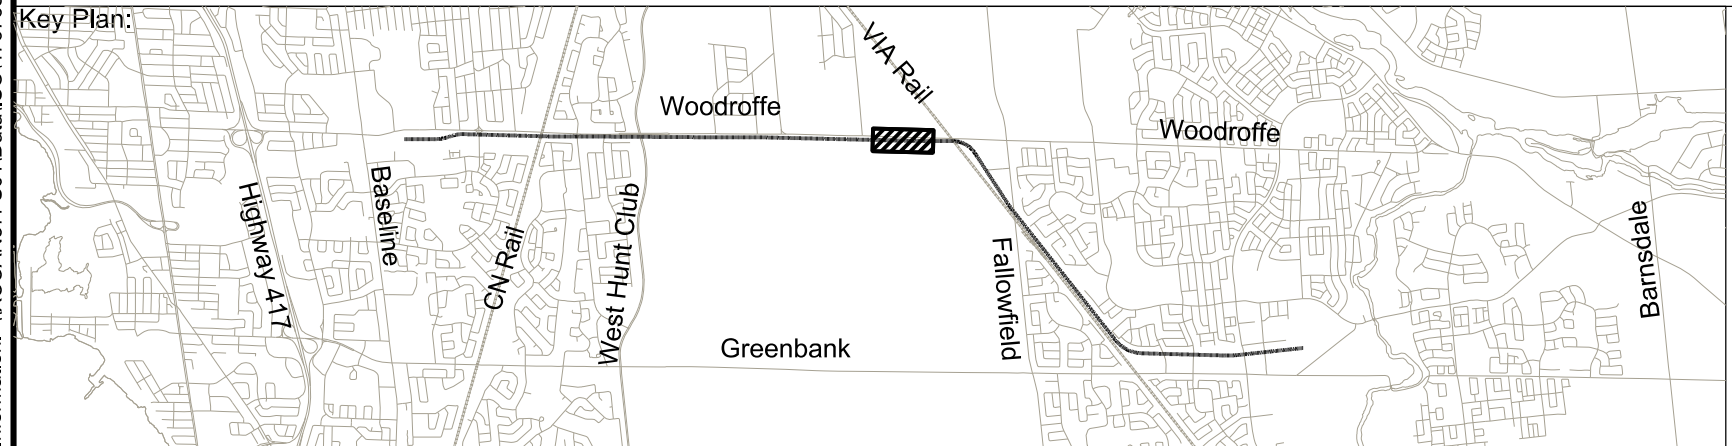 Key Plan:
VIA Rail
Woodroffe
Woodroffe
Highway 417
Baseline
CN Rail
West Hunt Club
Fallowfield
Barnsdale
Greenbank